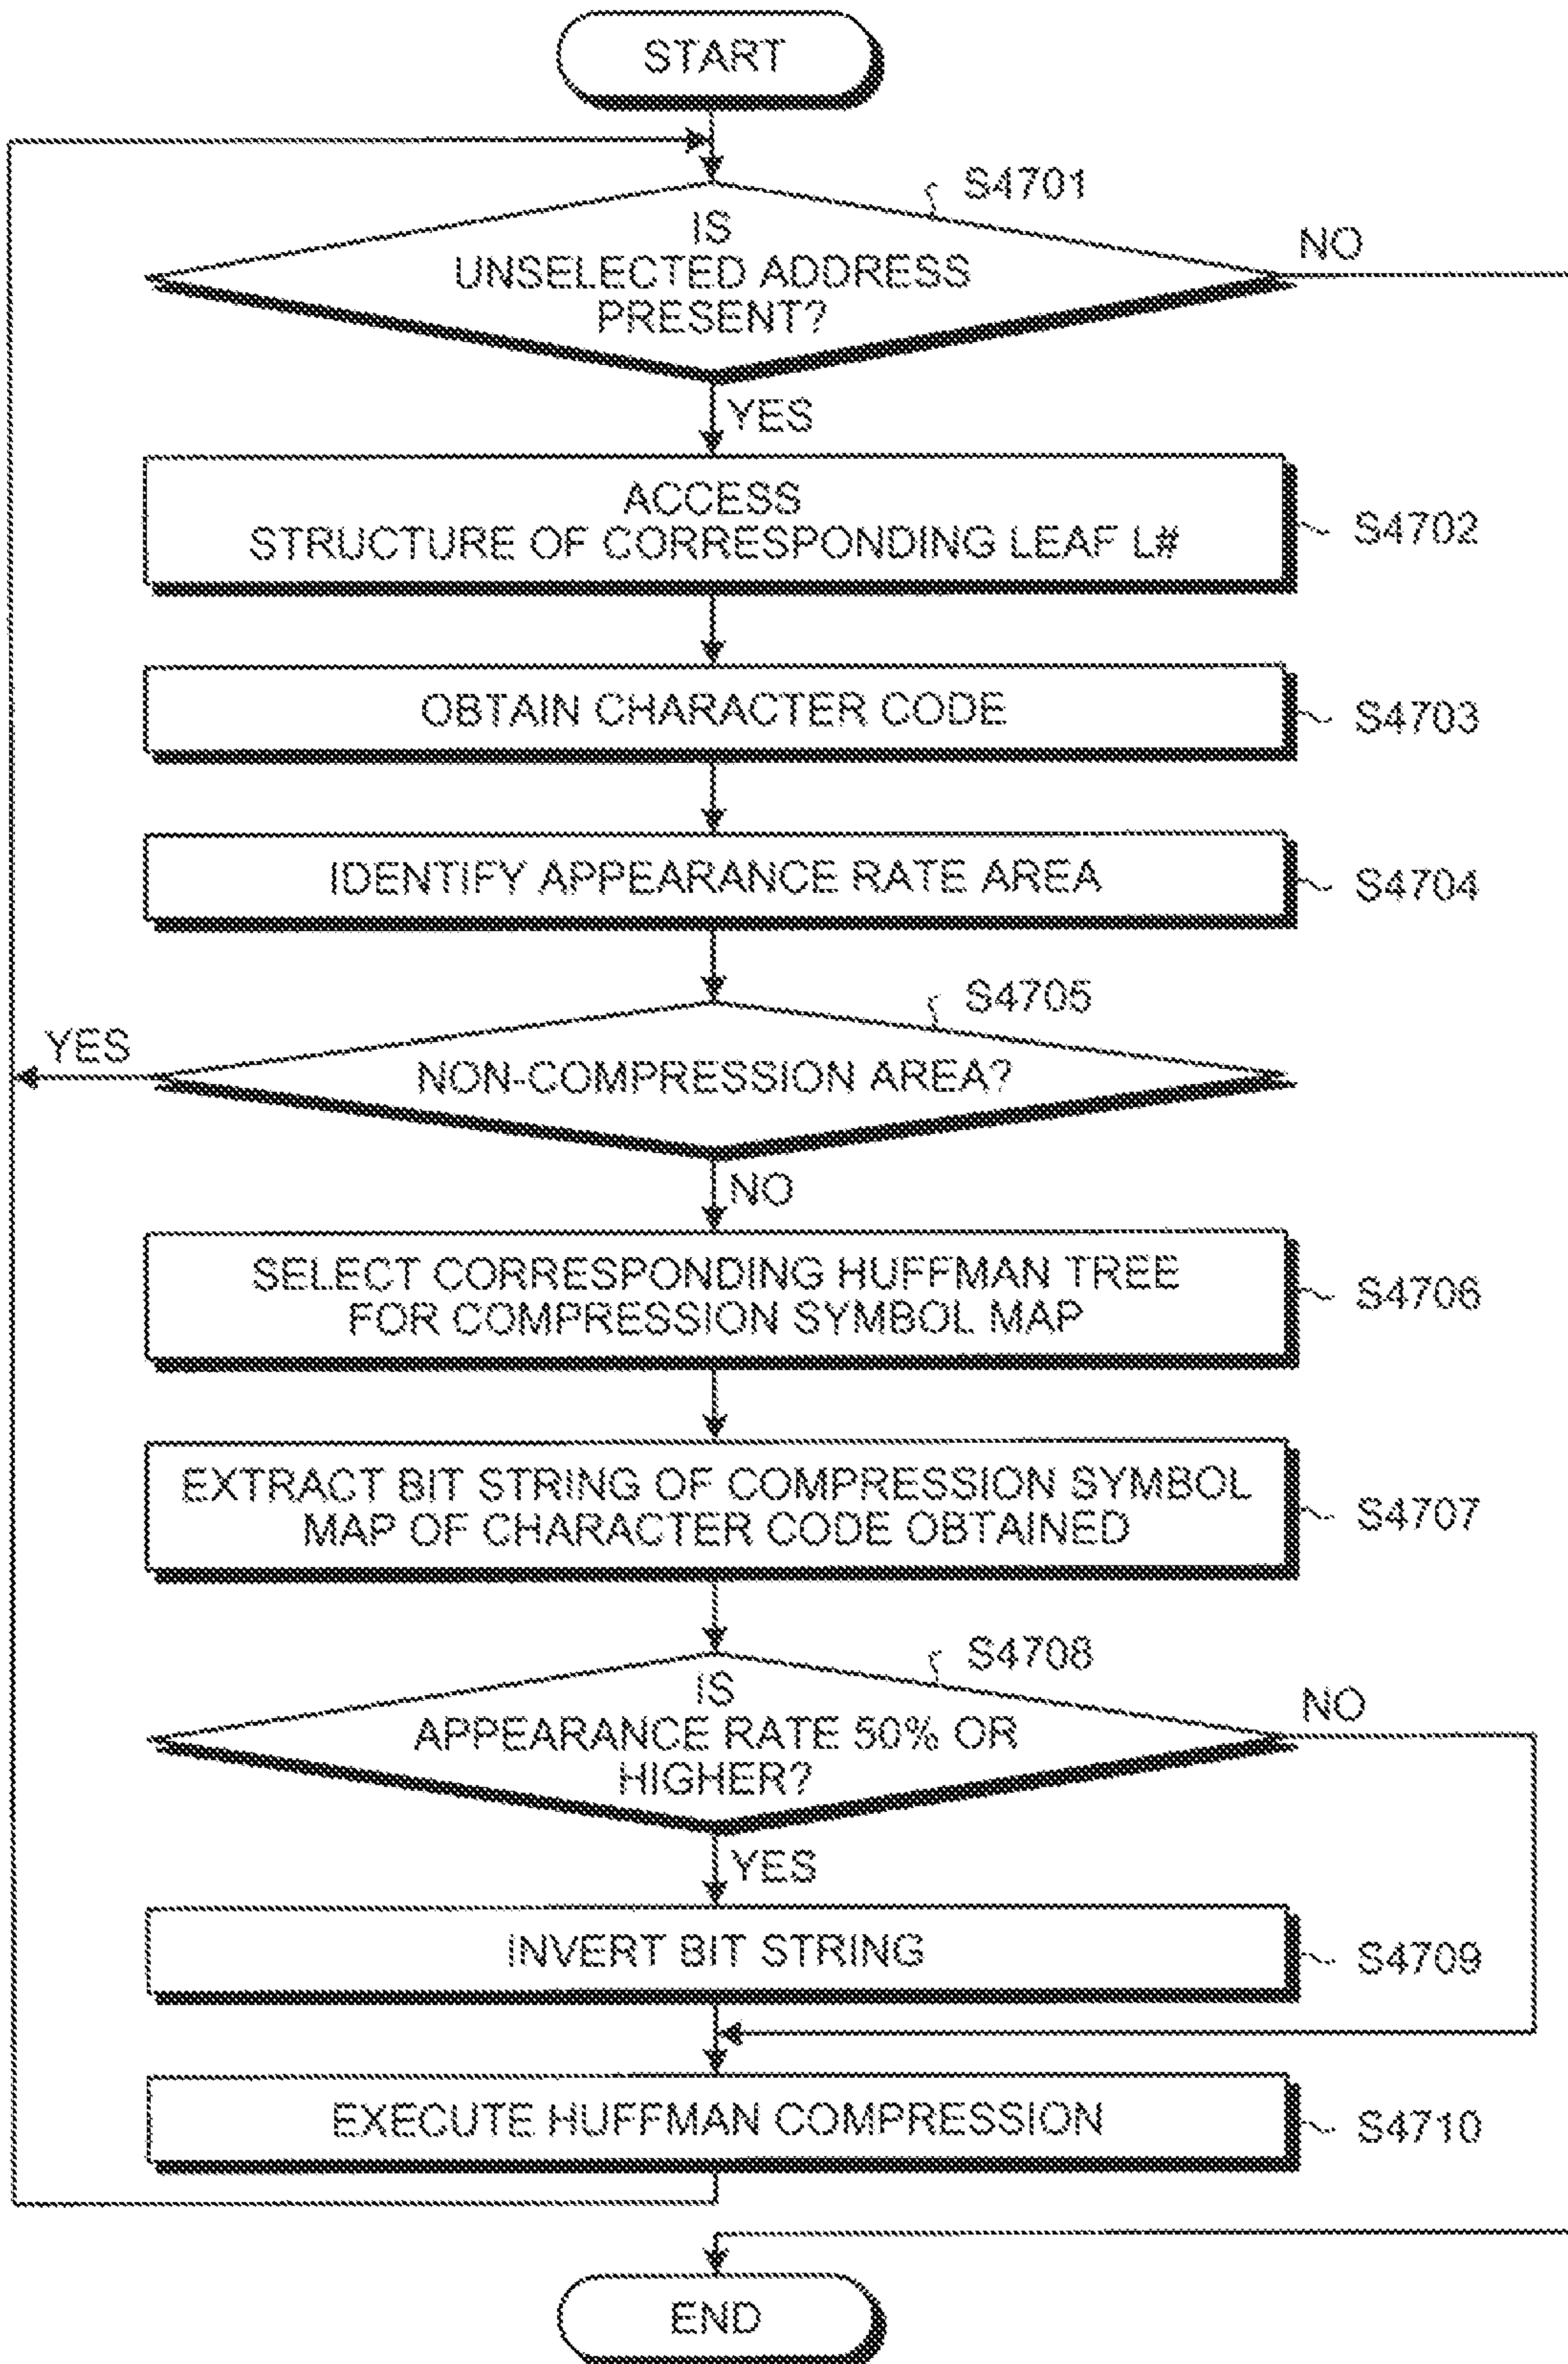 START
S4701
IS
UNSELECTED ADDRESS
PRESENT?
NO
YES
ACCESS
STRUCTURE OF CORRESPONDING LEAF L#
S4702
OBTAIN CHARACTER CODE
S4703
IDENTIFY APPEARANCE RATE AREA
S4704
S4705
YES
NON-COMPRESSION AREA?
NO
SELECT CORRESPONDING HUFFMAN TREE
FOR COMPRESSION SYMBOL MAP
S4706
EXTRACT BIT STRING OF COMPRESSION SYMBOL
MAP OF CHARACTER CODE OBTAINED
S4707
S4708
IS
APPEARANCE RATE 50% OR
HIGHER?
NO
YES
INVERT BIT STRING
S4709
EXECUTE HUFFMAN COMPRESSION
S4710
END